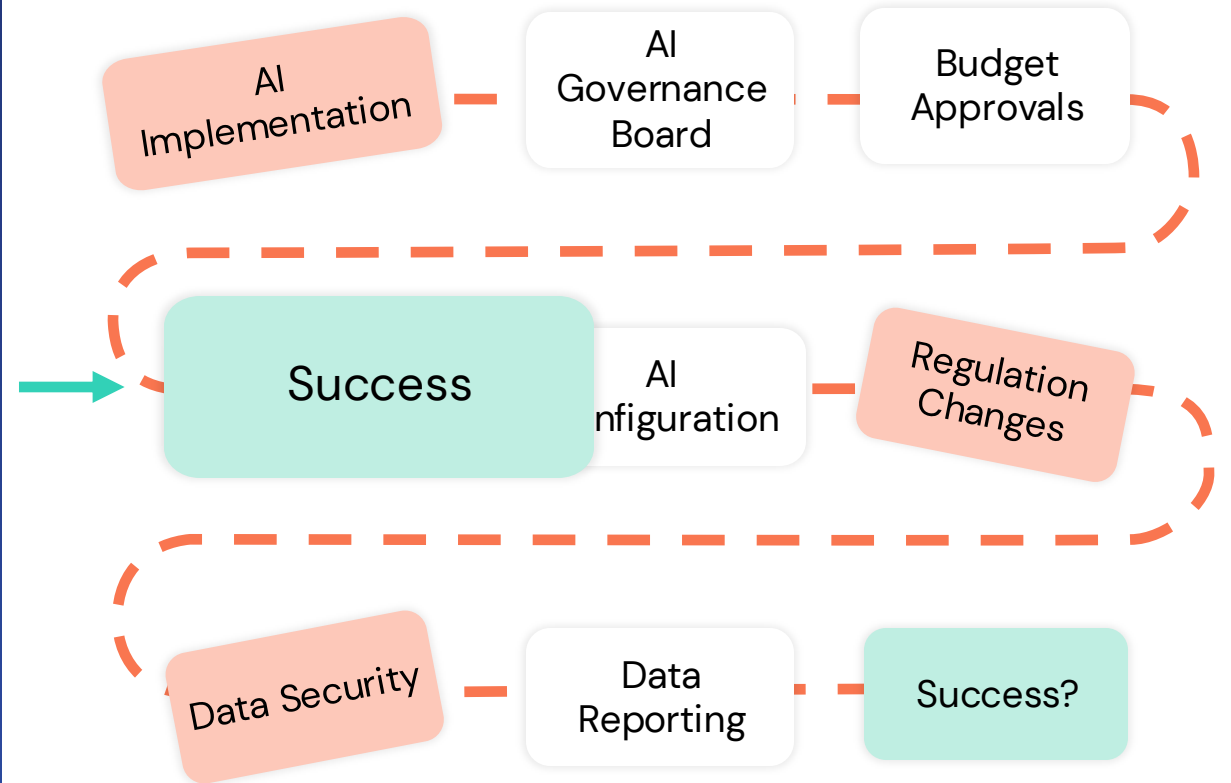 AI
Implementation
AI
Governance
Board
Budget
Approvals
Success
AI
nfiguration
Regulation
Changes
Data Security
Data
Reporting
Success?